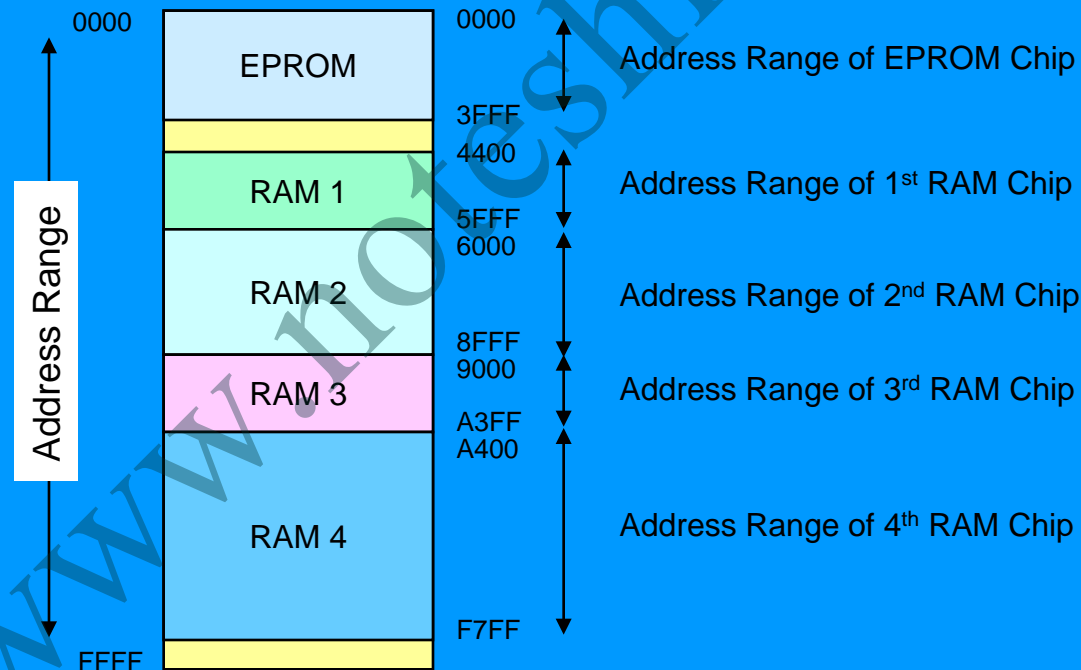 0000
0000
EPROM
Address Range of EPROM Chip
3FFF
4400
RAM 1
Address Range of 1st RAM Chip
5FFF
6000
Address Range
RAM 2
Address Range of 2nd RAM Chip
8FFF
9000
RAM 3
Address Range of 3rd RAM Chip
A3FF
A400
RAM 4
Address Range of 4th RAM Chip
F7FF
FFFF